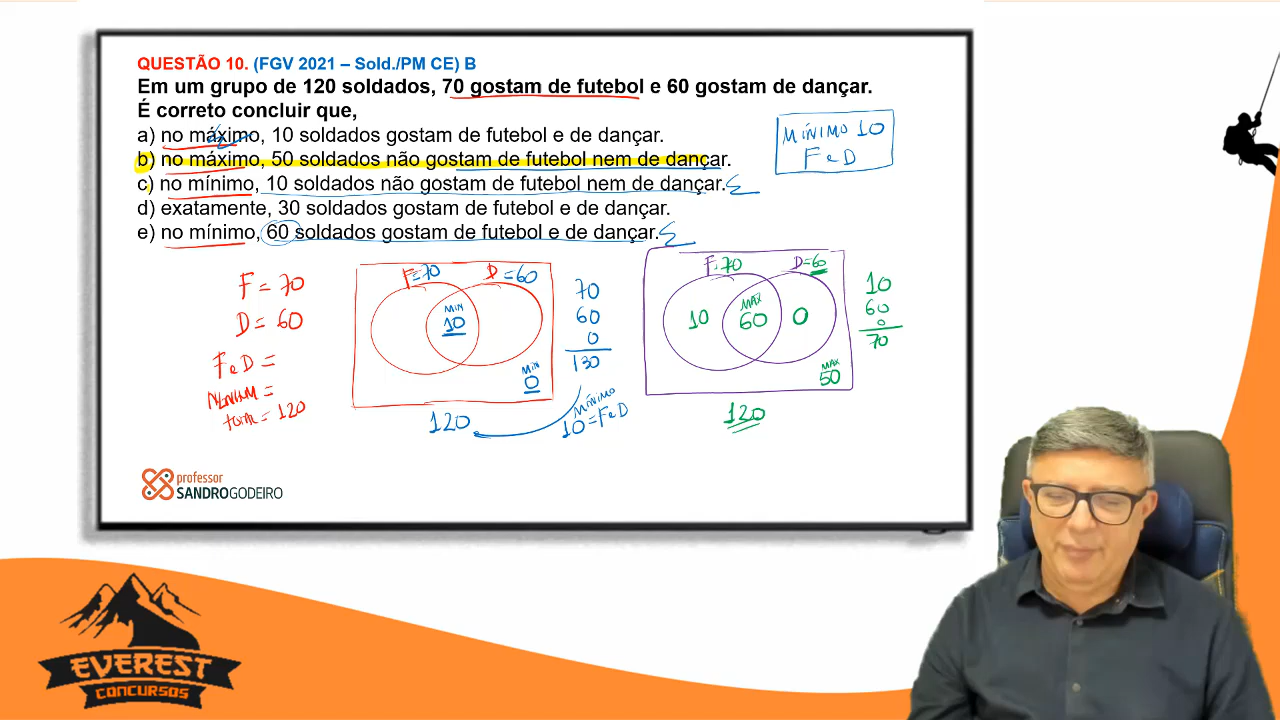 QUESTÃO 10. (FGV 2021 – Sold./PM CE) B
Em um grupo de 120 soldados, 70 gostam de futebol e 60 gostam de dançar.
É correto concluir que,
a) no máximo, 10 soldados gostam de futebol e de dançar.
b) no máximo, 50 soldados não gostam de futebol nem de dançar.
c) no mínimo, 10 soldados não gostam de futebol nem de dançar.
d) exatamente, 30 soldados gostam de futebol e de dançar.
e) no mínimo, 60 soldados gostam de futebol e de dançar.
MÍNIMO 10
F e D
F = 70
D = 60
F e D =
NENHUM =
total = 120
F=70
D=60
MIN
10
MIN
0
120
70
60
0
130
MÍNIMO
10 = F e D
F=70
D=60
10
MAX
60
0
MAX
50
120
10
60
0
70
professor
SANDROGODEIRO
EVEREST
CONCURSOS